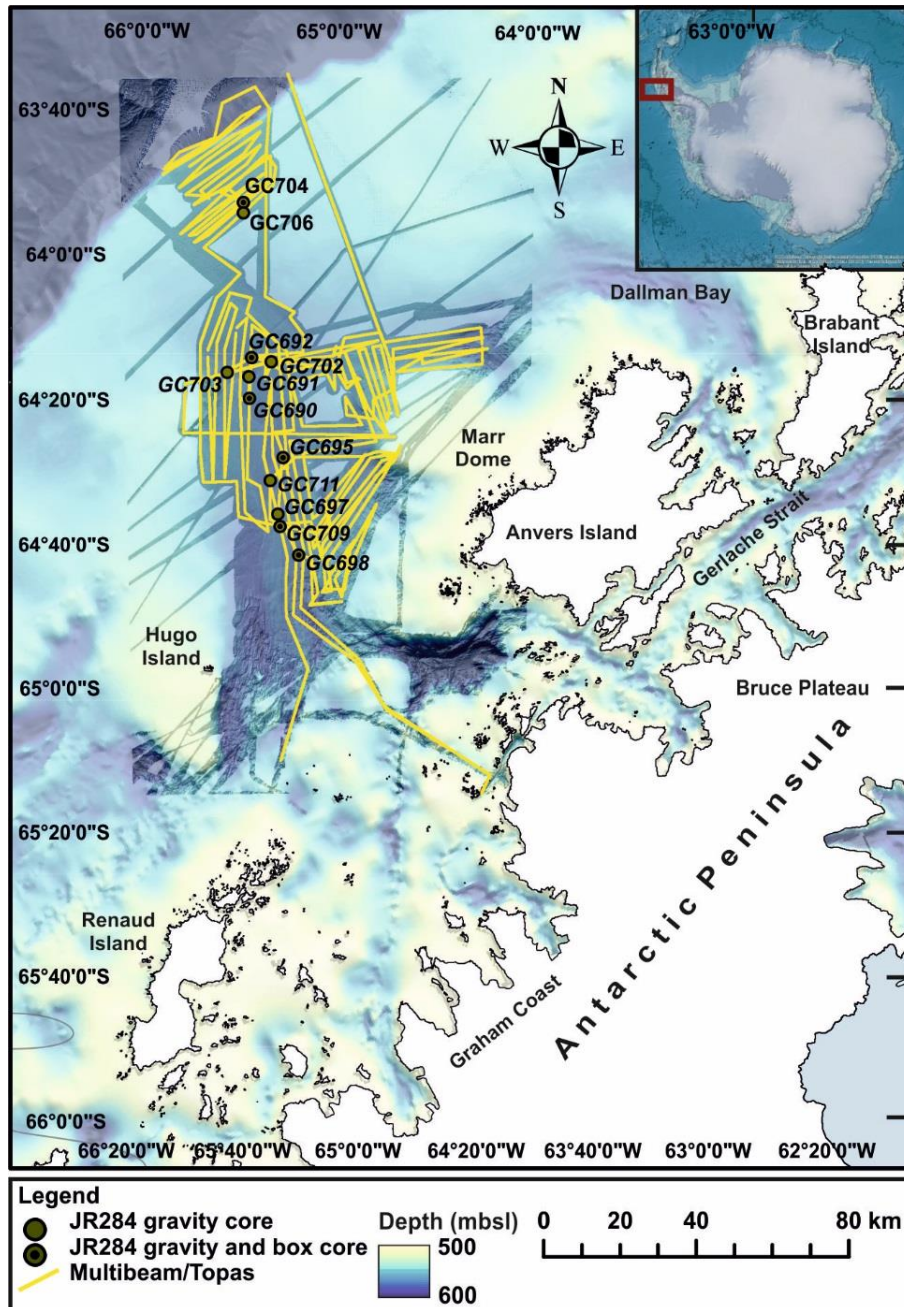 66°0'0"W
65°0'0"W
64°0'0"W
63°0'0"W
63°40'0"S
N
W
E
S
GC704
GC706
64°0'0"S
Dallman Bay
Brabant
Island
GC692
GC702
GC703
GC691
64°20'0"S
GC690
Marr
Dome
GC695
GC711
Anvers Island
Gerlache Strait
GC697
64°40'0"S
GC709
GC698
Hugo
Island
65°0'0"S
Bruce Plateau
Antarctic Peninsula
65°20'0"S
Renaud
Island
65°40'0"S
Graham Coast
66°0'0"S
66°20'0"W
65°40'0"W
65°0'0"W
64°20'0"W
63°40'0"W
63°0'0"W
62°20'0"W
Legend
JR284 gravity core
JR284 gravity and box core
Multibeam/Topas
Depth (mbsl)
500
600
0 20 40 80 km